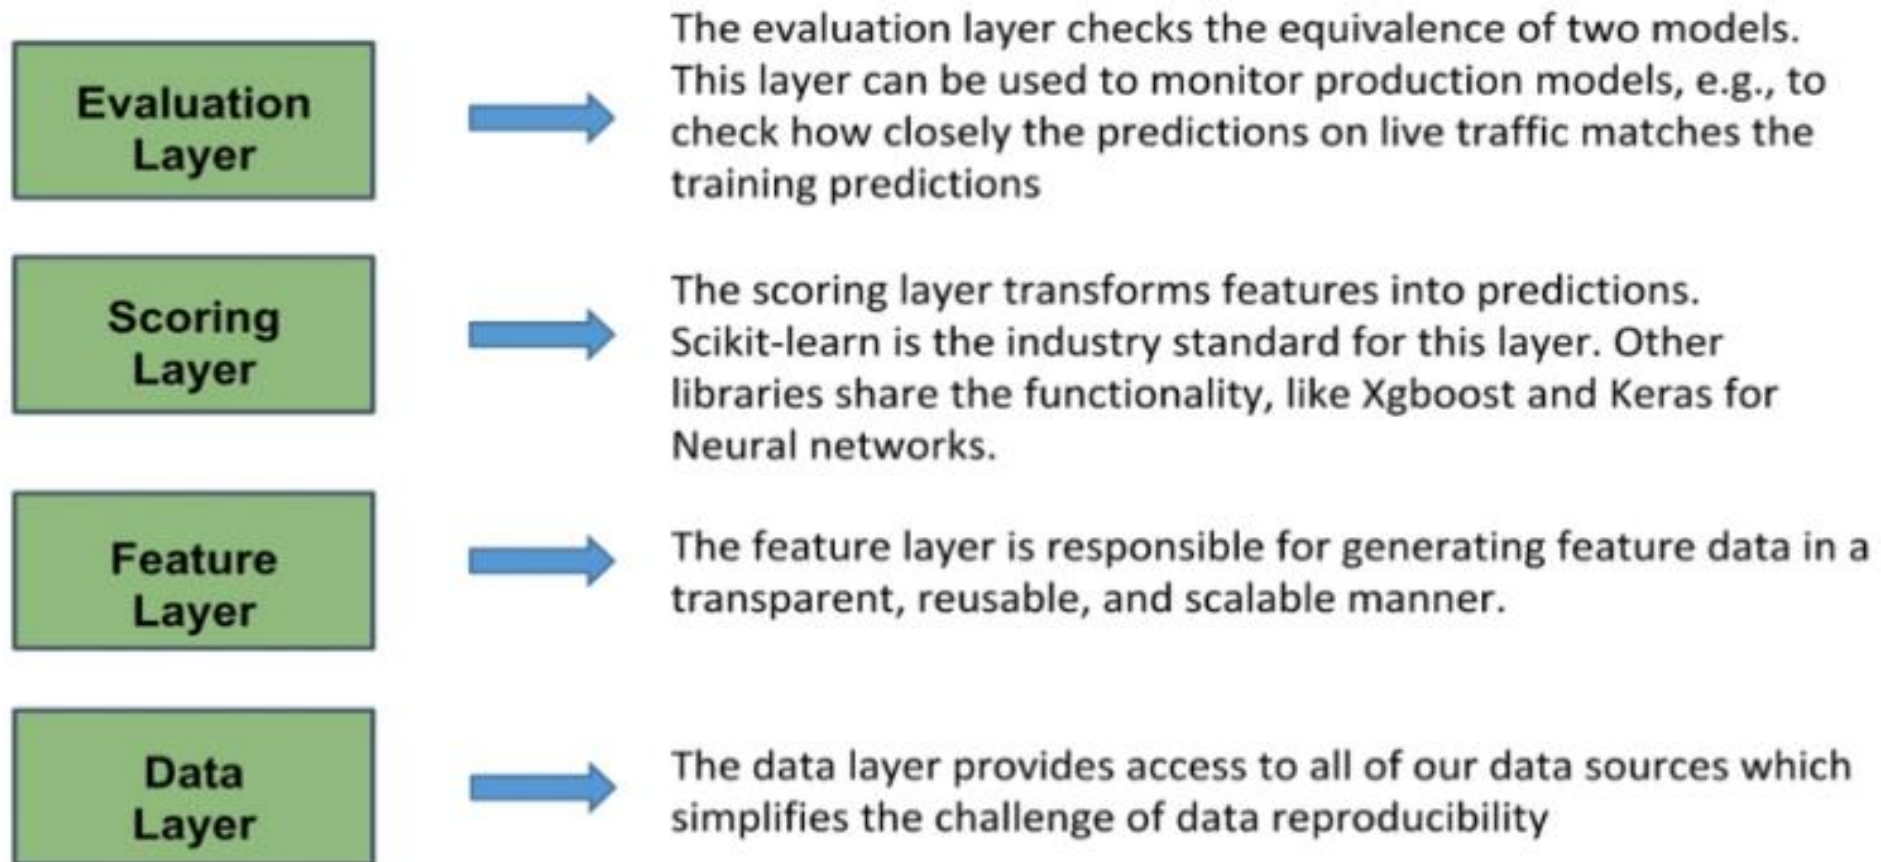 Evaluation
Layer
The evaluation layer checks the equivalence of two models.
This layer can be used to monitor production models, e.g., to
check how closely the predictions on live traffic matches the
training predictions
Scoring
Layer
The scoring layer transforms features into predictions.
Scikit-learn is the industry standard for this layer. Other
libraries share the functionality, like Xgboost and Keras for
Neural networks.
Feature
Layer
The feature layer is responsible for generating feature data in a
transparent, reusable, and scalable manner.
Data
Layer
The data layer provides access to all of our data sources which
simplifies the challenge of data reproducibility